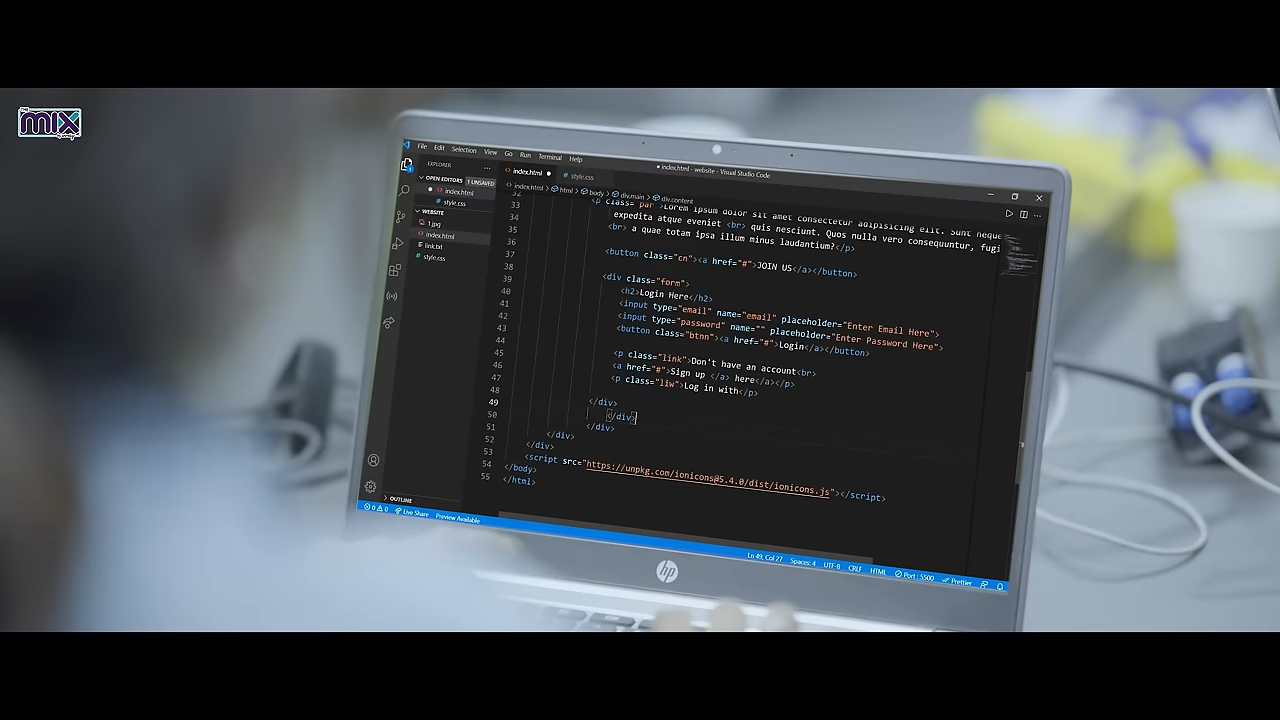 THE
MIX
File Edit Selection View Go Run Terminal Help
● index.html - website - Visual Studio Code
EXPLORER ...
OPEN EDITORS 1 UNSAVED
● index.html
# style.css
WEBSITE
1.jpg
index.html
link.txt
# style.css
OUTLINE
index.html ● # style.css
index.html > html > body > div.main > div.content
32
33 <p class="par">Lorem ipsum dolor sit amet consectetur adipisicing elit. Sunt neque
34 expedita atque eveniet <br> quis nesciunt. Quos nulla vero consequuntur, fugi
35 <br> a quae totam ipsa illum minus laudantium?</p>
36
37 <button class="cn"><a href="#">JOIN US</a></button>
38
39 <div class="form">
40 <h2>Login Here</h2>
41 <input type="email" name="email" placeholder="Enter Email Here">
42 <input type="password" name="" placeholder="Enter Password Here">
43 <button class="btnn"><a href="#">Login</a></button>
44
45 <p class="link">Don't have an account<br>
46 <a href="#">Sign up </a> here</a></p>
47 <p class="liw">Log in with</p>
48
49 </div>
50 </div>
51 </div>
52 </div>
53 </div>
54 <script src="https://unpkg.com/ionicons@5.4.0/dist/ionicons.js"></script>
55 </body>
</html>
0 0 Live Share Preview Available Ln 49, Col 27 Spaces: 4 UTF-8 CRLF HTML Port : 5500 Prettier
hp